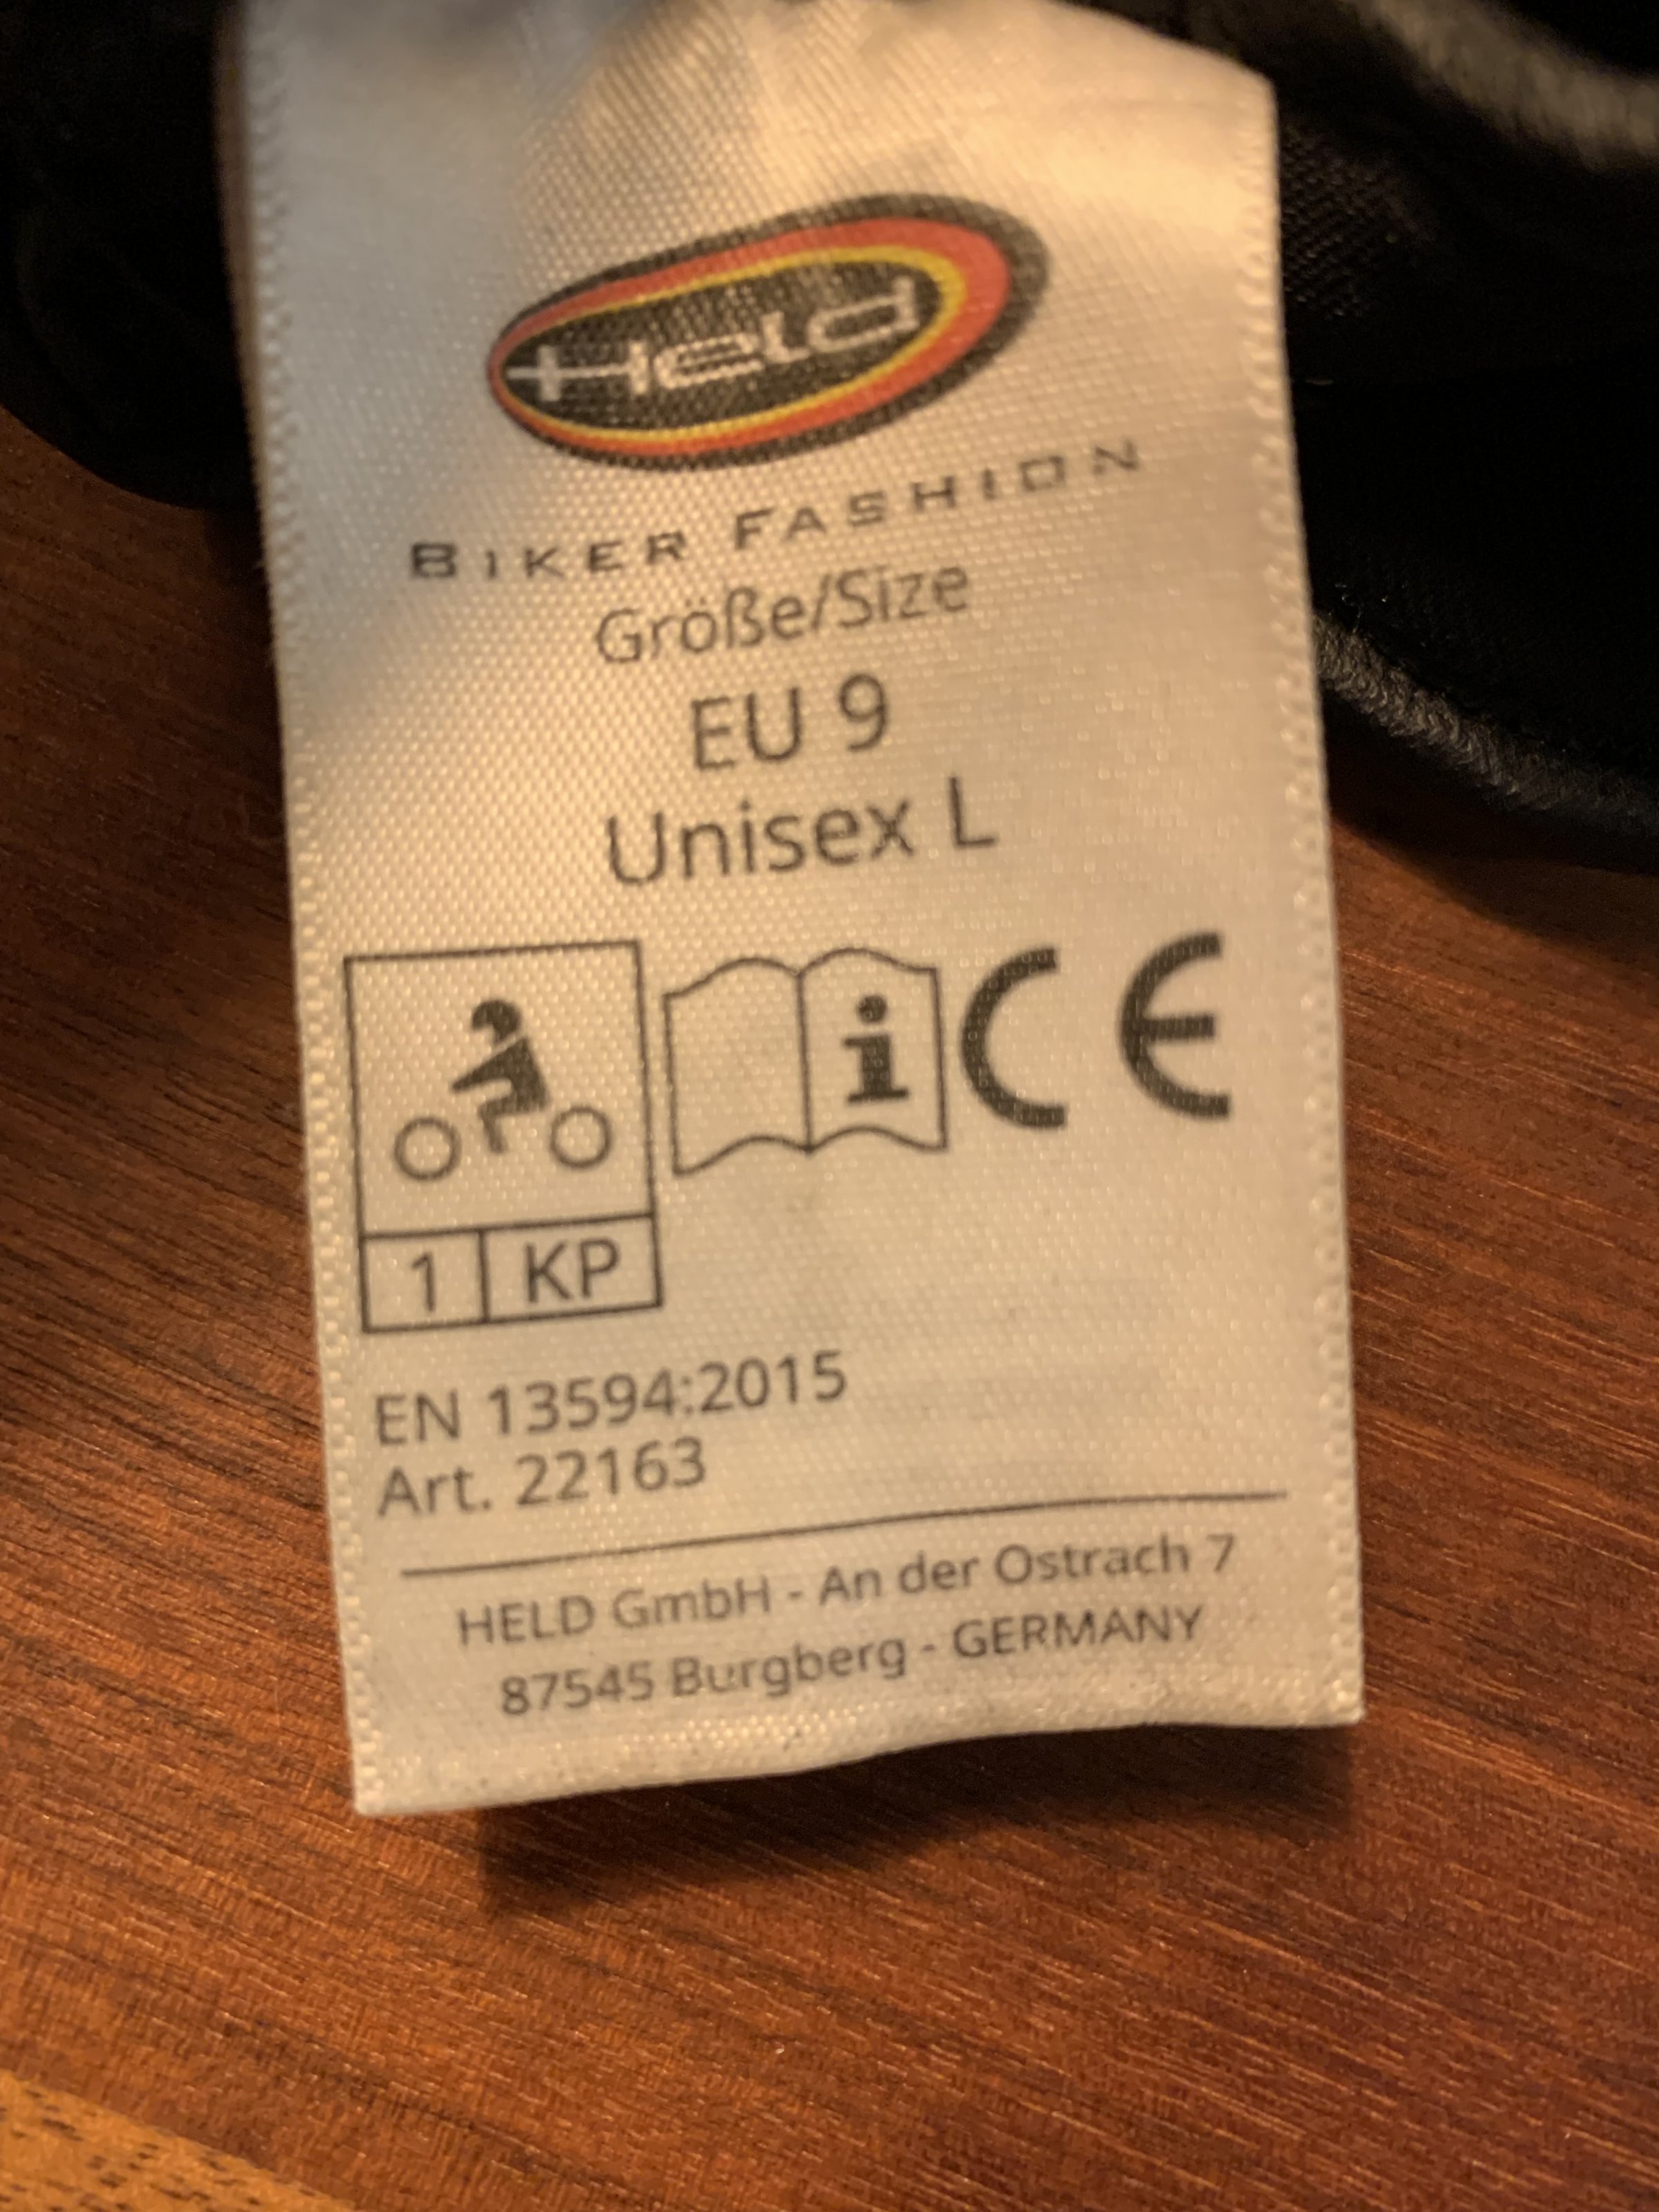 Held
BIKER FASHION
Größe/Size
EU 9
Unisex L
i CE
1 KP
EN 13594:2015
Art. 22163
HELD GmbH - An der Ostrach 7
87545 Burgberg - GERMANY